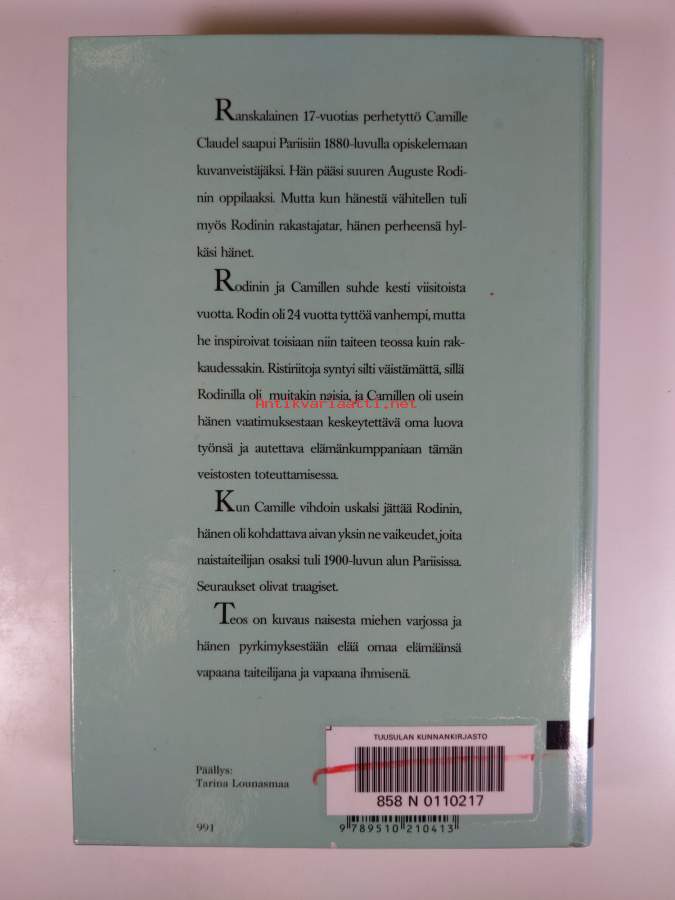 Ranskalainen 17-vuotias perhetyttö Camille
Claudel saapui Pariisiin 1880-luvulla opiskelemaan
kuvanveistäjäksi. Hän pääsi suuren Auguste Rodi-
nin oppilaaksi. Mutta kun hänestä vähitellen tuli
myös Rodinin rakastajatar, hänen perheensä hyl-
käsi hänet.
Rodinin ja Camillen suhde kesti viisitoista
vuotta. Rodin oli 24 vuotta tyttöä vanhempi, mutta
he inspiroivat toisiaan niin taiteen teossa kuin rak-
kaudessakin. Ristiriitoja syntyi silti väistämättä, sillä
Rodinilla oli muitakin naisia, ja Camillen oli usein
Antikvariaatti.net
hänen vaatimuksestaan keskeytettävä oma luova
työnsä ja autettava elämänkumppaniaan tämän
veistosten toteuttamisessa.
Kun Camille vihdoin uskalsi jättää Rodinin,
hänen oli kohdattava aivan yksin ne vaikeudet, joita
naistaiteilijan osaksi tuli 1900-luvun alun Pariisissa.
Seuraukset olivat traagiset.
Teos on kuvaus naisesta miehen varjossa ja
hänen pyrkimyksestään elää omaa elämäänsä
vapaana taiteilijana ja vapaana ihmisenä.
TUUSULAN KUNNANKIRJASTO
858 N 0110217
Päällys:
Tarina Lounasmaa
991
9 789510 210413